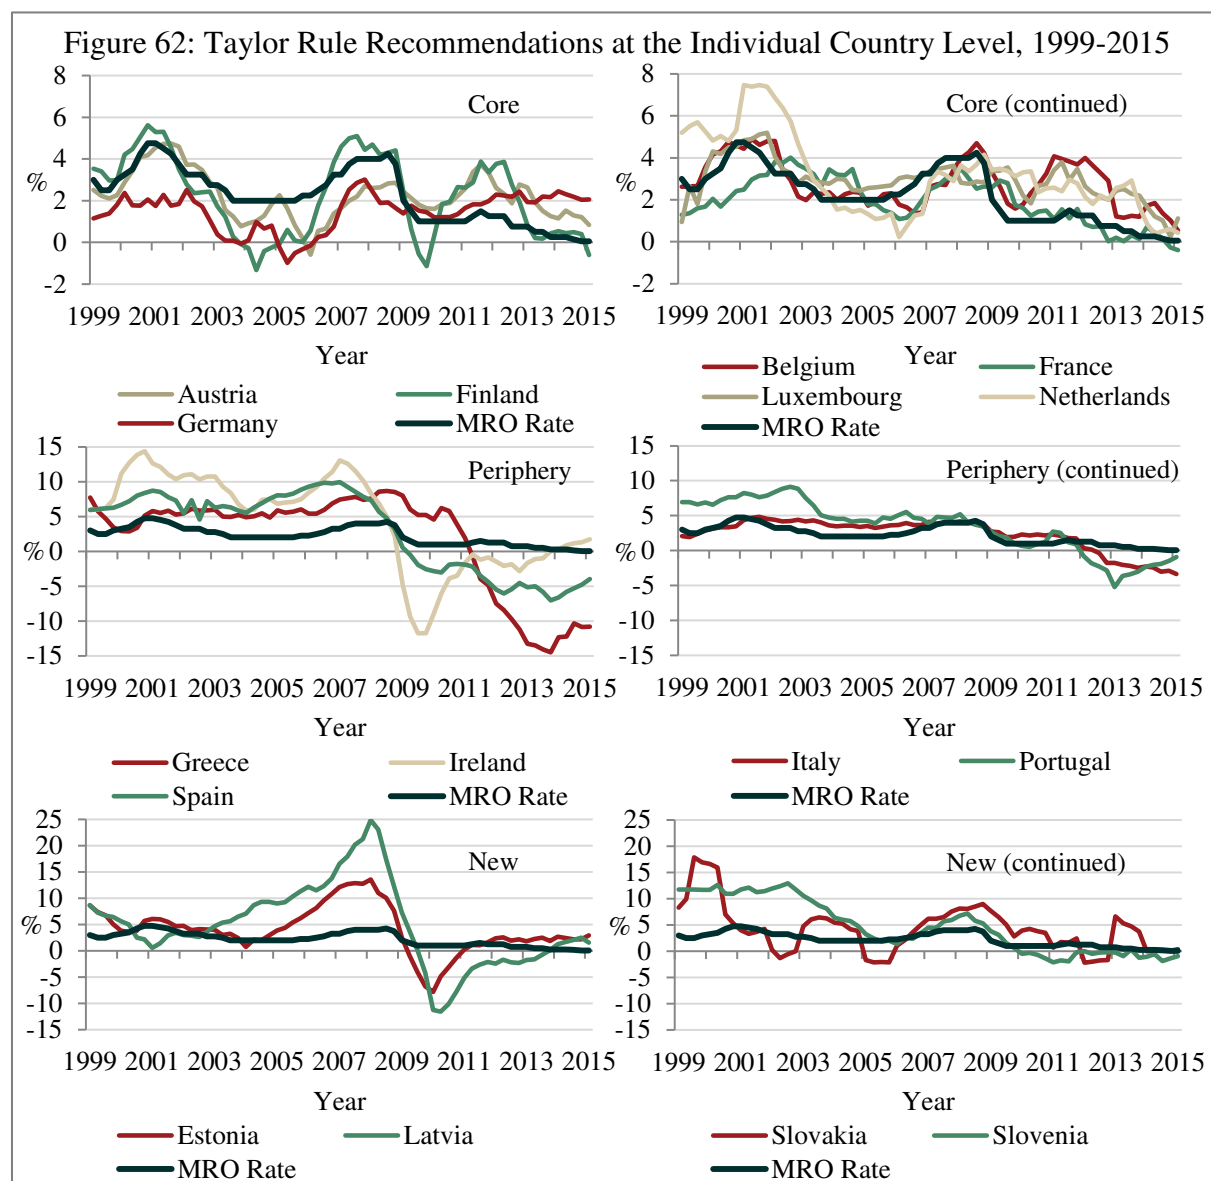 Figure 62: Taylor Rule Recommendations at the Individual Country Level, 1999-2015
8
6
4
2
0
-2
%
Core
1999 2001 2003 2005 2007 2009 2011 2013 2015
Year
Austria
Finland
Germany
MRO Rate
8
6
4
2
0
-2
%
Core (continued)
1999 2001 2003 2005 2007 2009 2011 2013 2015
Year
Belgium
France
Luxembourg
Netherlands
MRO Rate
15
10
5
0
-5
-10
-15
%
Periphery
1999 2001 2003 2005 2007 2009 2011 2013 2015
Year
Greece
Ireland
Spain
MRO Rate
15
10
5
0
-5
-10
-15
%
Periphery (continued)
1999 2001 2003 2005 2007 2009 2011 2013 2015
Year
Italy
Portugal
MRO Rate
25
20
15
10
5
0
-5
-10
-15
%
New
1999 2001 2003 2005 2007 2009 2011 2013 2015
Year
Estonia
Latvia
MRO Rate
25
20
15
10
5
0
-5
-10
-15
%
New (continued)
1999 2001 2003 2005 2007 2009 2011 2013 2015
Year
Slovakia
Slovenia
MRO Rate